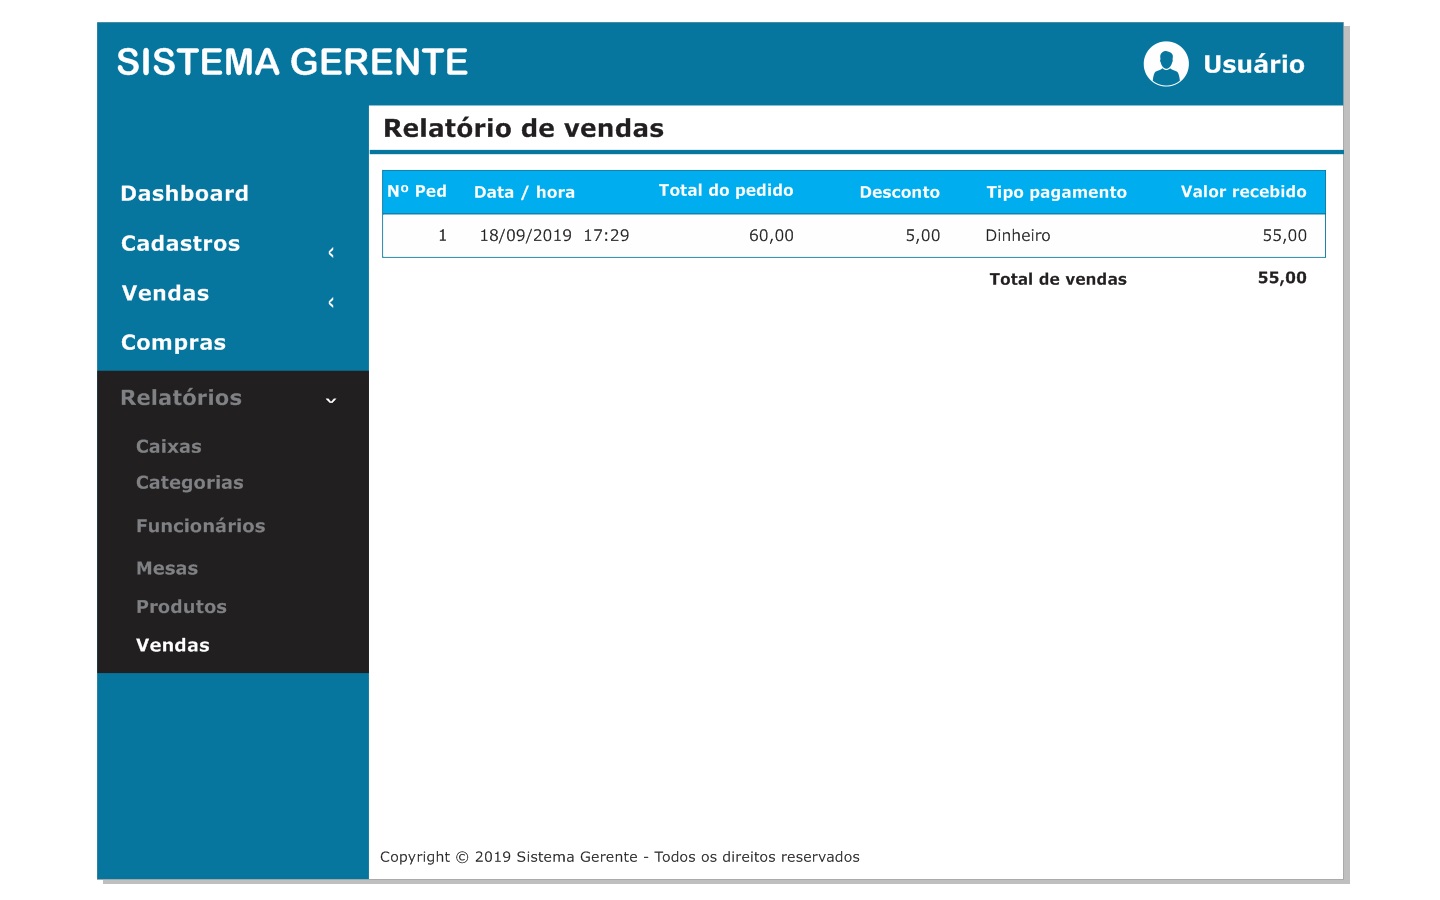 SISTEMA GERENTE
Usuário
Relatório de vendas
Dashboard
Cadastros
Vendas
Compras
Relatórios
Caixas
Categorias
Funcionários
Mesas
Produtos
Vendas
Nº Ped Data / hora Total do pedido Desconto Tipo pagamento Valor recebido
1 18/09/2019 17:29 60,00 5,00 Dinheiro 55,00
Total de vendas 55,00
Copyright © 2019 Sistema Gerente - Todos os direitos reservados